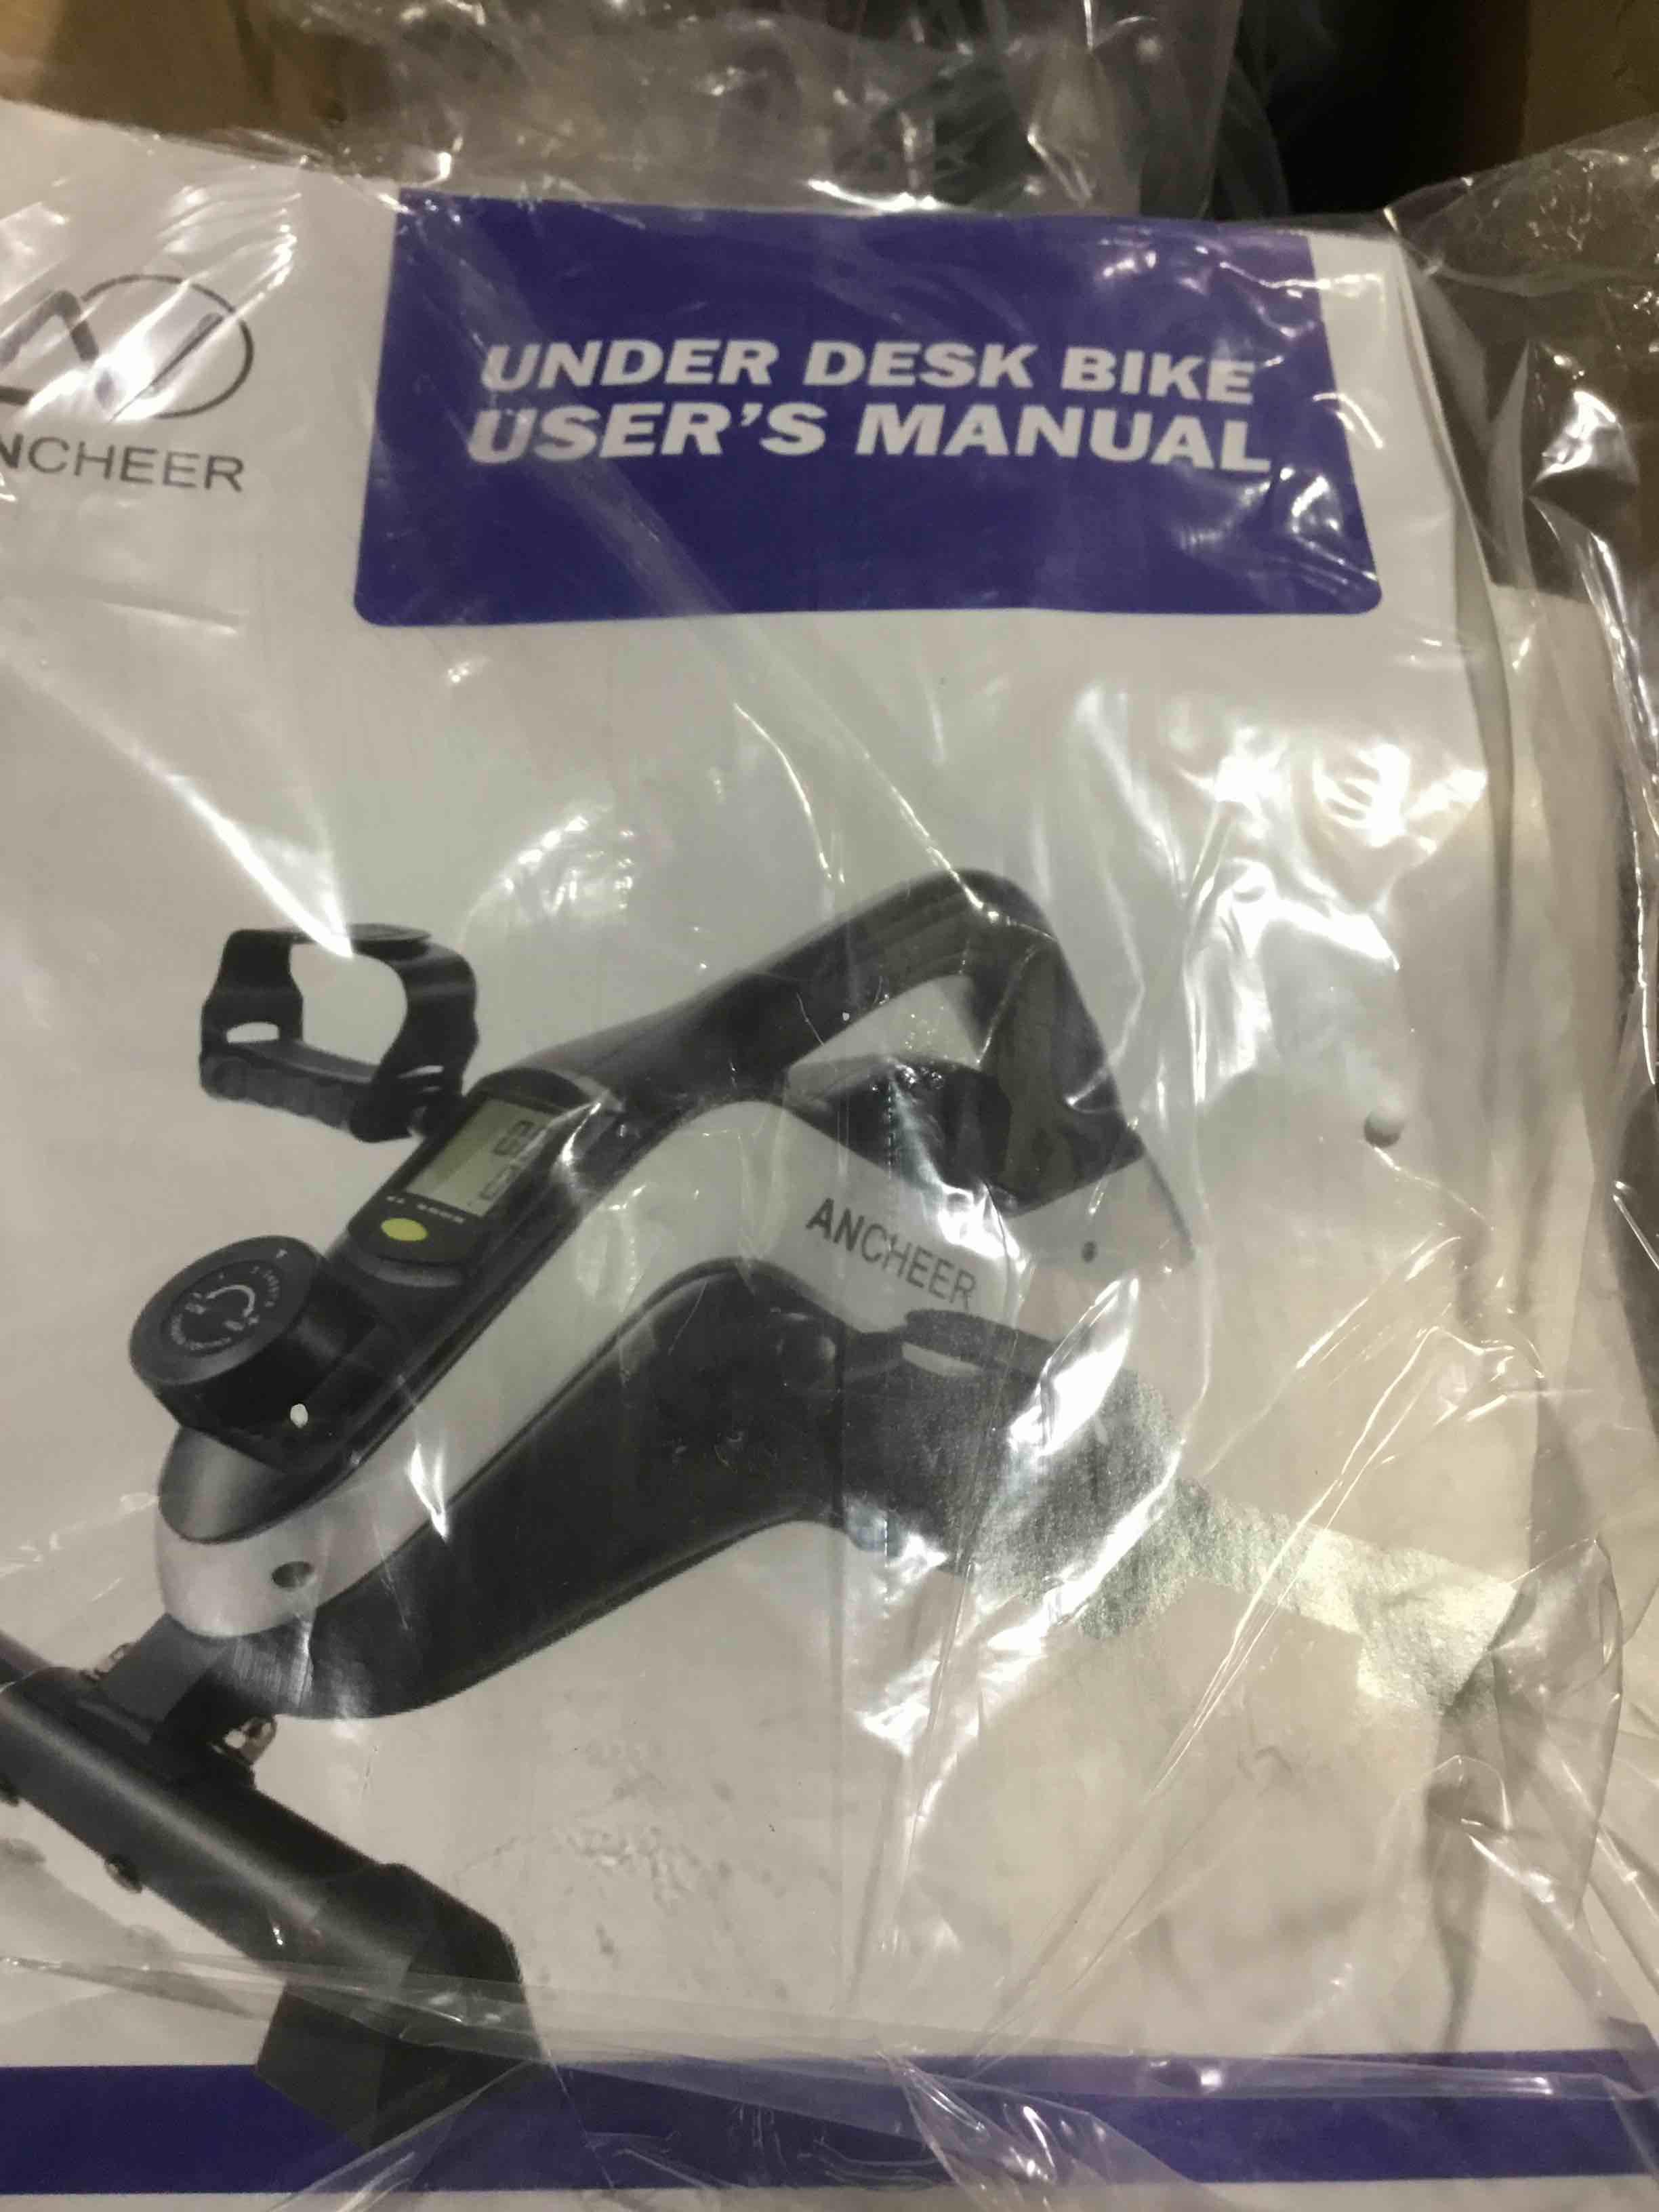 UNDER DESK BIKE
USER'S MANUAL
NCHEER
ANCHEER